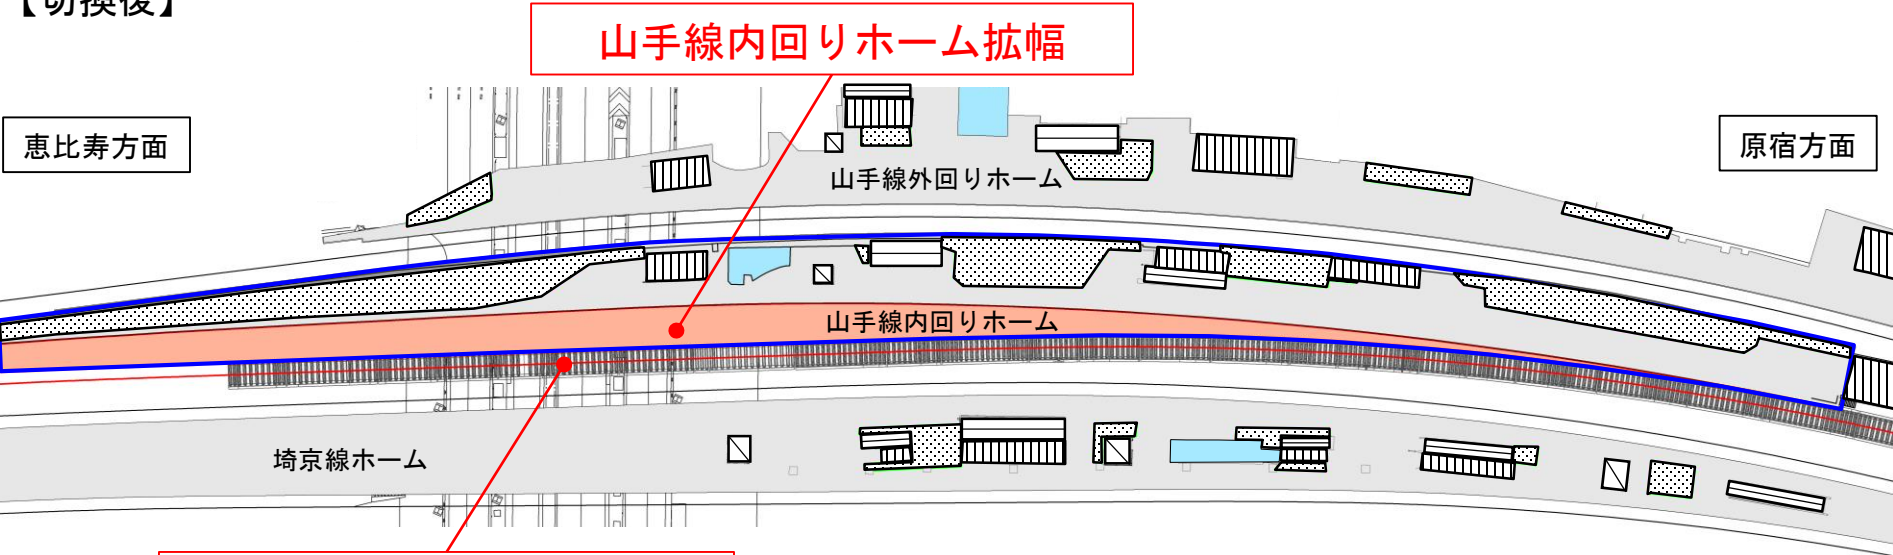 【切換後】
山手線内回りホーム拡幅
恵比寿方面
原宿方面
山手線外回りホーム
山手線内回りホーム
埼京線ホーム